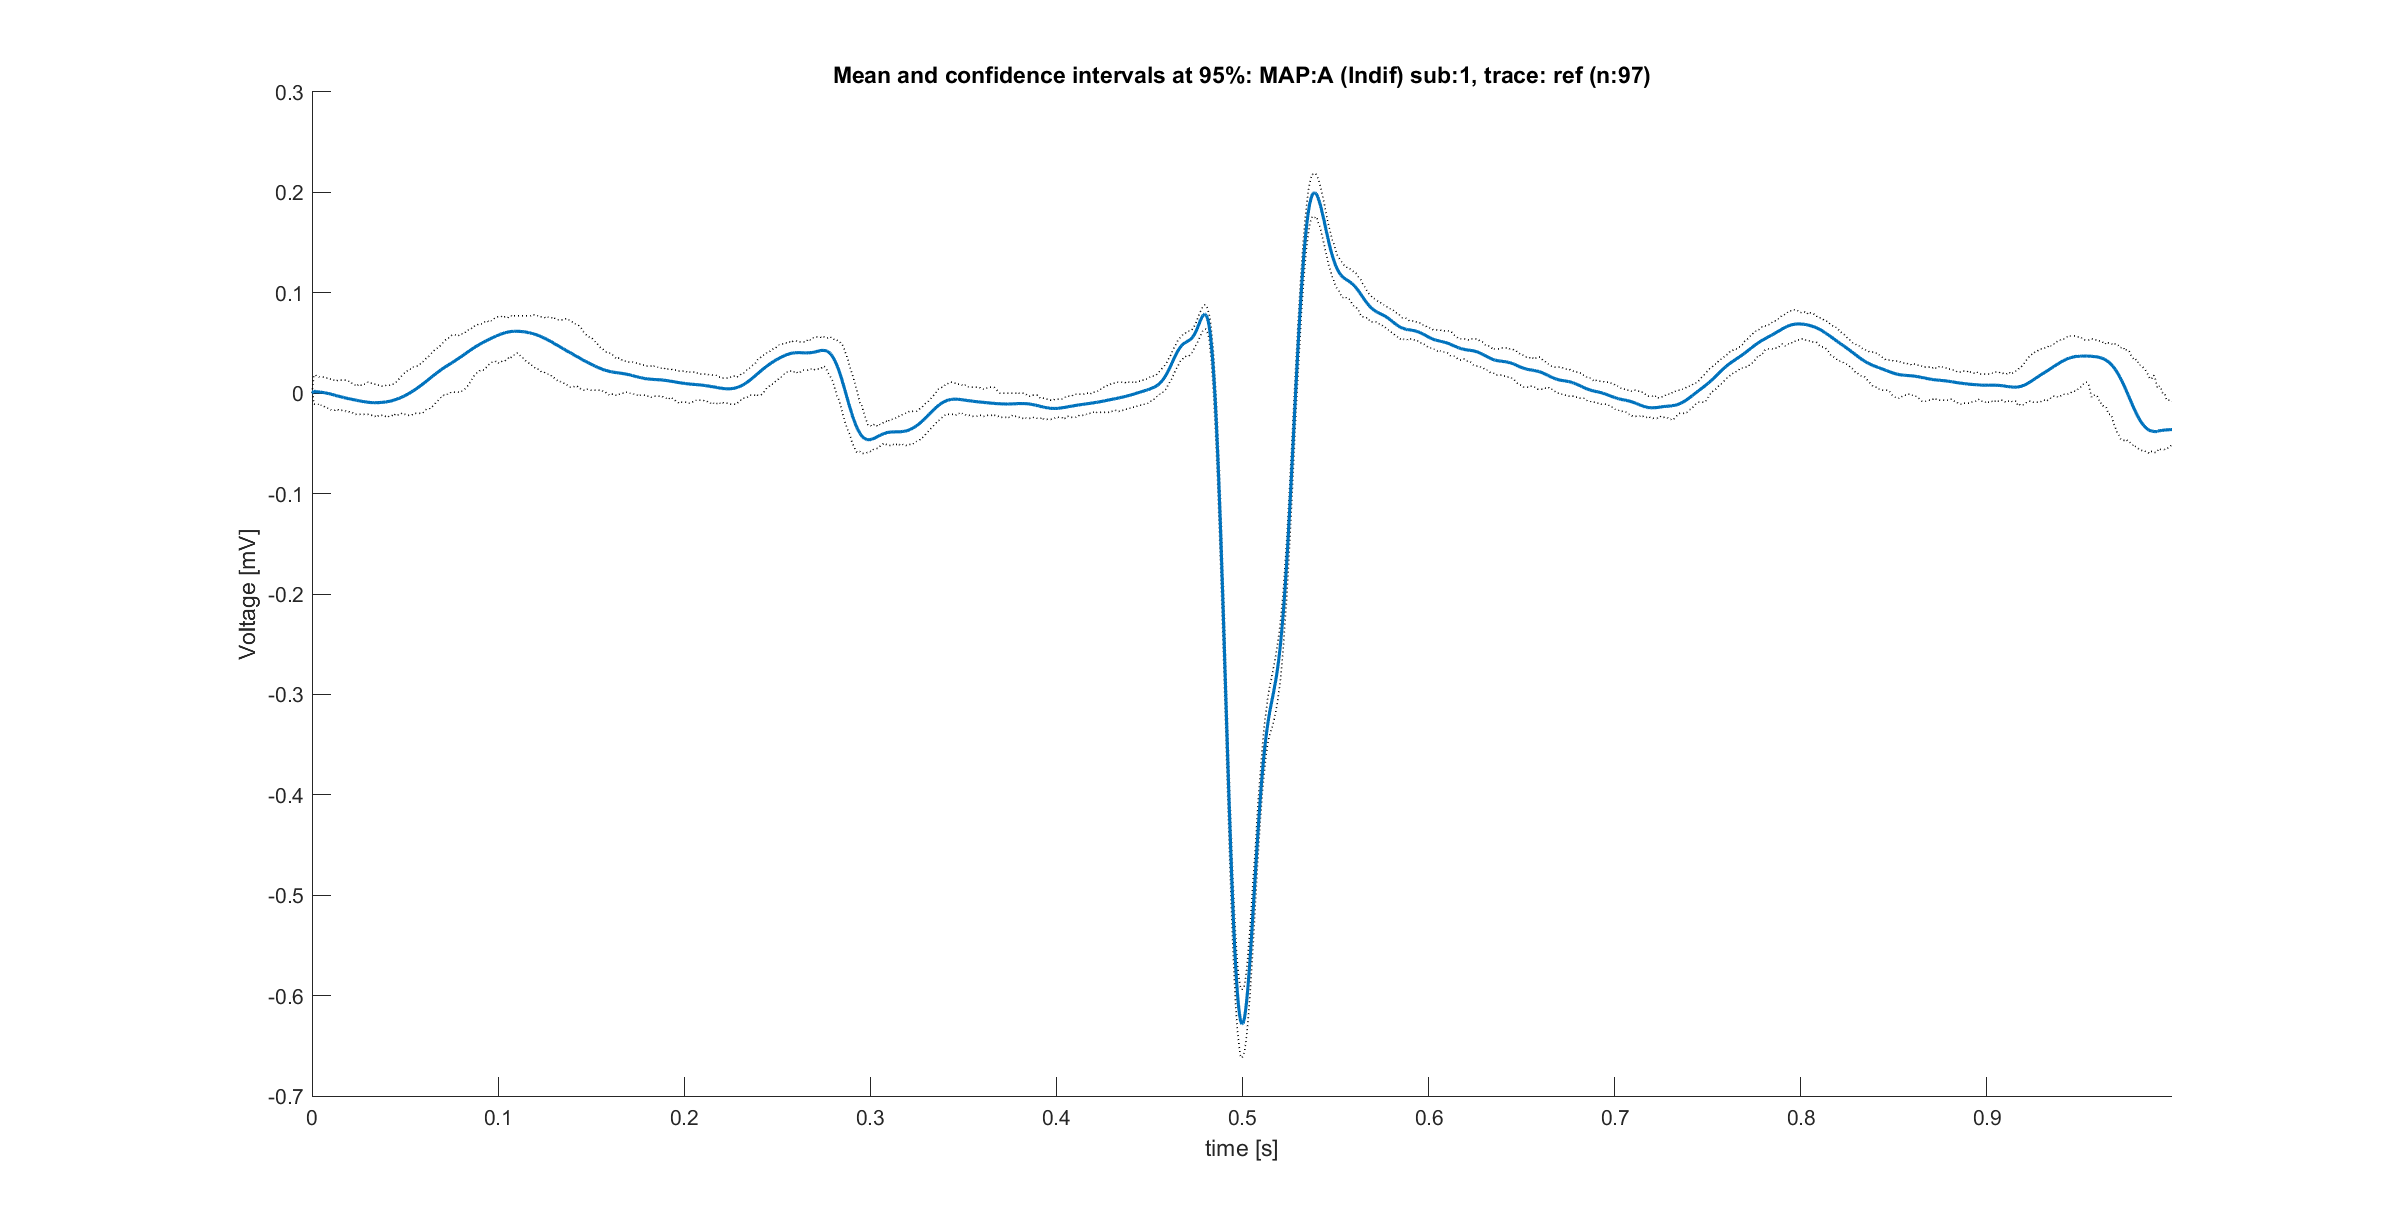 Mean and confidence intervals at 95%: MAP:A (Indif) sub:1, trace: ref (n:97)
0.3
0.2
0.1
0
-0.1
-0.2
-0.3
-0.4
-0.5
-0.6
-0.7
Voltage [mV]
0 0.1 0.2 0.3 0.4 0.5 0.6 0.7 0.8 0.9
time [s]